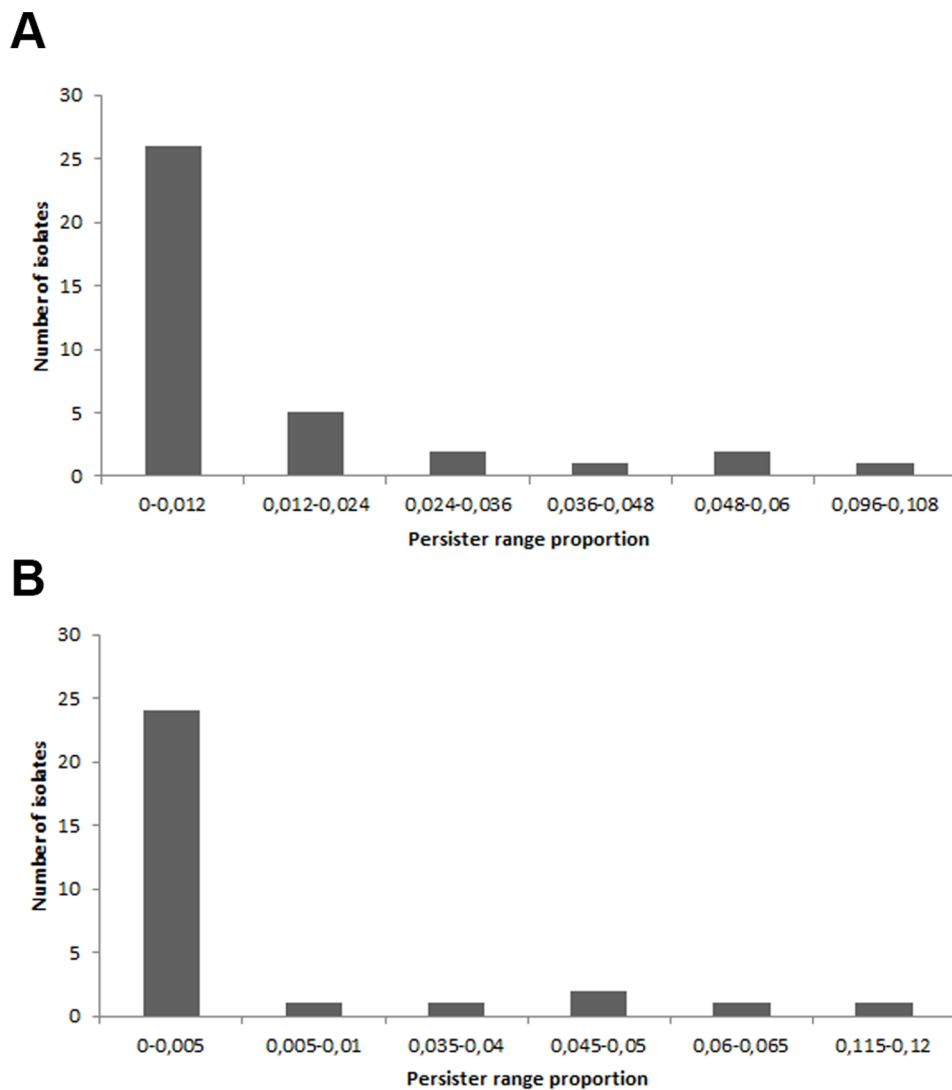 A
30
25
20
15
10
5
0
Number of isolates
0-0,012 0,012-0,024 0,024-0,036 0,036-0,048 0,048-0,06 0,096-0,108
Persister range proportion
B
30
25
20
15
10
5
0
Number of isolates
0-0,005 0,005-0,01 0,035-0,04 0,045-0,05 0,06-0,065 0,115-0,12
Persister range proportion